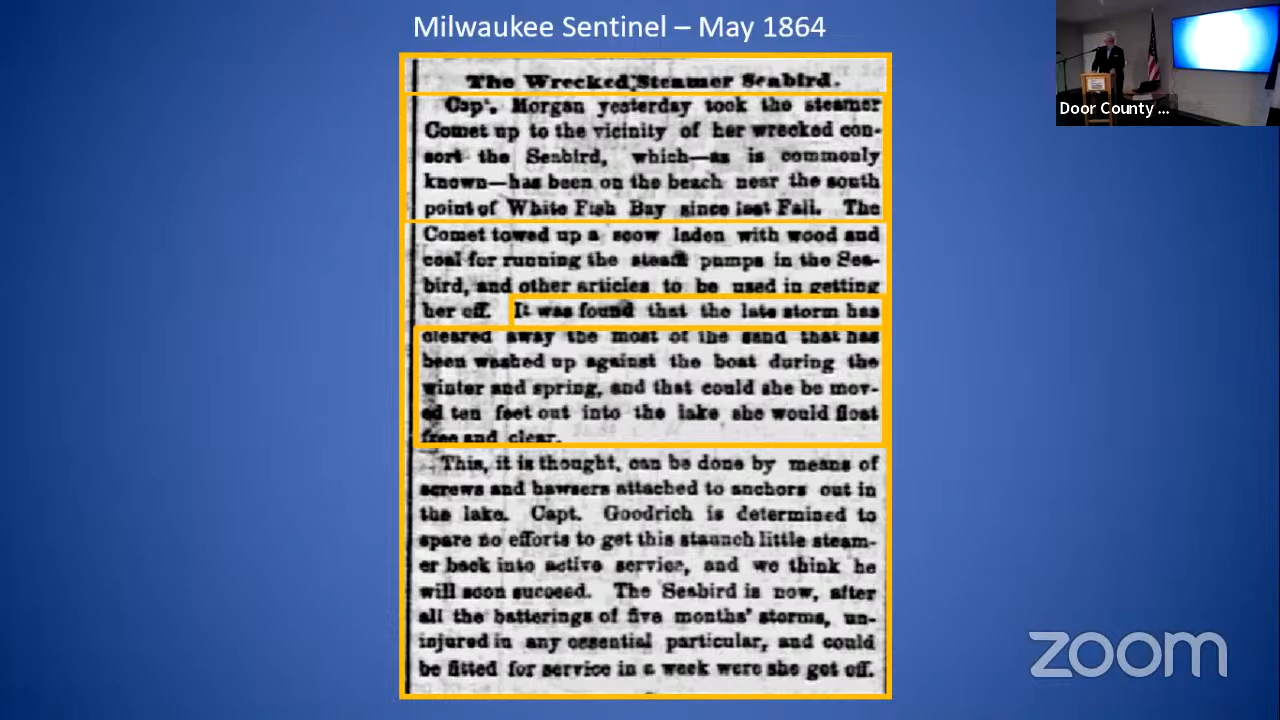 Milwaukee Sentinel – May 1864
The Wrecked Steamer Seabird.
Cap'. Morgan yesterday took the steamer
Comet up to the vicinity of her wrecked con-
sort the Seabird, which—as is commonly
known—has been on the beach near the south
point of White Fish Bay since last Fall. The
Comet towed up a scow laden with wood and
coal for running the steam pumps in the Sea-
bird, and other articles to be used in getting
her off. It was found that the late storm has
cleared away the most of the sand that has
been washed up against the boat during the
winter and spring, and that could she be mov-
ed ten feet out into the lake she would float
free and clear.
This, it is thought, can be done by means of
screws and hawsers attached to anchors out in
the lake. Capt. Goodrich is determined to
spare no efforts to get this staunch little steam-
er back into active service, and we think he
will soon succeed. The Seabird is now, after
all the batterings of five months' storms, un-
injured in any essential particular, and could
be fitted for service in a week were she got off.
Door County ...
zoom